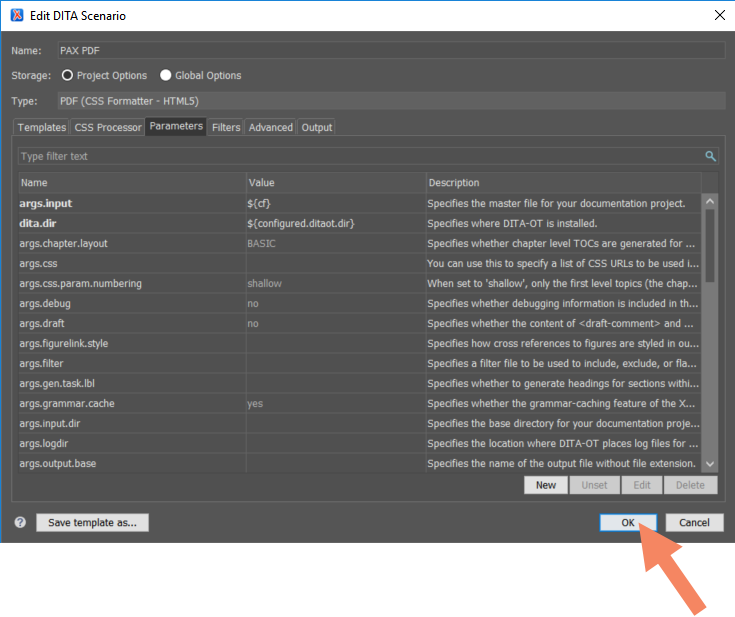 Edit DITA Scenario
Name: PAX PDF
Storage: Project Options Global Options
Type: PDF (CSS Formatter - HTML5)
Templates CSS Processor Parameters Filters Advanced Output
Type filter text
Name Value Description
args.input ${cf} Specifies the master file for your documentation project.
dita.dir ${configured.ditaot.dir} Specifies where DITA-OT is installed.
args.chapter.layout BASIC Specifies whether chapter level TOCs are generated for ...
args.css You can use this to specify a list of CSS URLs to be used i...
args.css.param.numbering shallow When set to 'shallow', only the first level topics (the chap...
args.debug no Specifies whether debugging information is included in th...
args.draft no Specifies whether the content of <draft-comment> and ...
args.figurelink.style Specifies how cross references to figures are styled in ou...
args.filter Specifies a filter file to be used to include, exclude, or fla...
args.gen.task.lbl Specifies whether to generate headings for sections withi...
args.grammar.cache yes Specifies whether the grammar-caching feature of the X...
args.input.dir Specifies the base directory for your documentation proje...
args.logdir Specifies the location where DITA-OT places log files for ...
args.output.base Specifies the name of the output file without file extension.
New Unset Edit Delete
? Save template as... OK Cancel